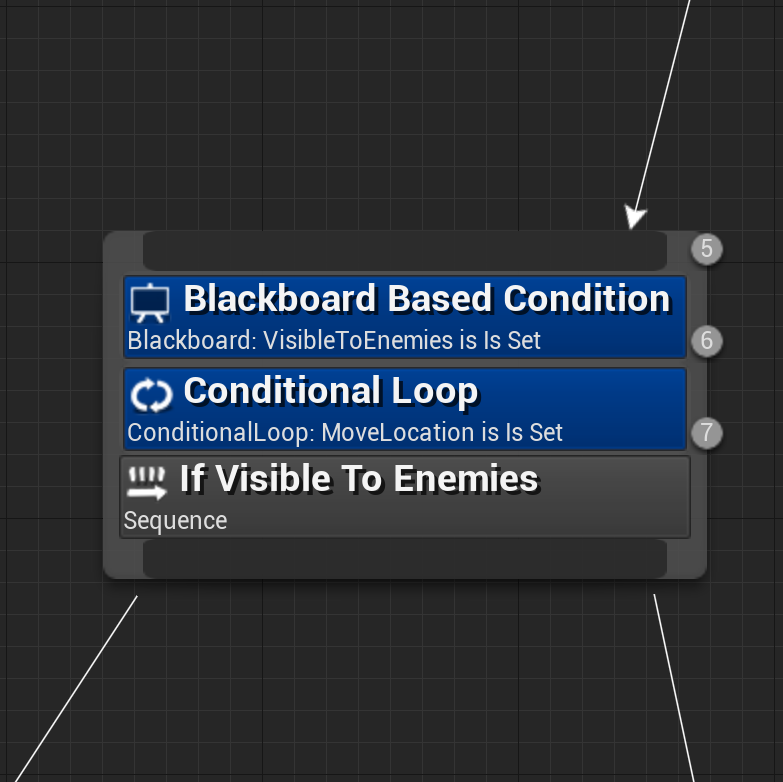 5
Blackboard Based Condition
Blackboard: VisibleToEnemies is Is Set
6
Conditional Loop
ConditionalLoop: MoveLocation is Is Set
7
If Visible To Enemies
Sequence